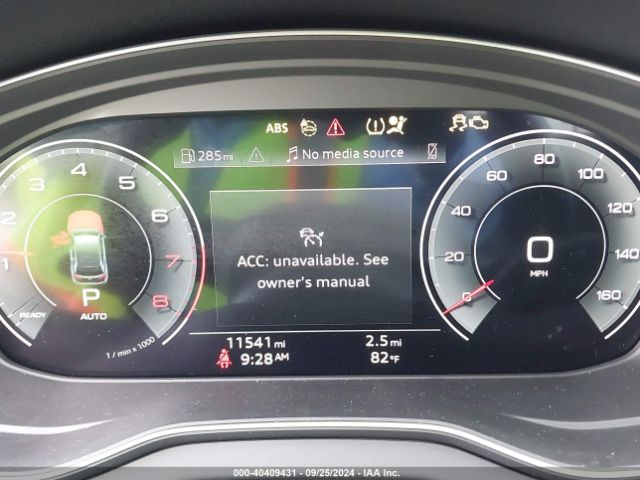 ABS
285 mi
No media source
ACC: unavailable. See
owner's manual
1 2 3 4 5 6 7 8
READY
P
AUTO
1 / min x 1000
0 20 40 60 80 100 120 140 160
0
MPH
11541 mi
2.5 mi
9:28 AM
82°F
000-40409431 - 09/25/2024 - IAA Inc.